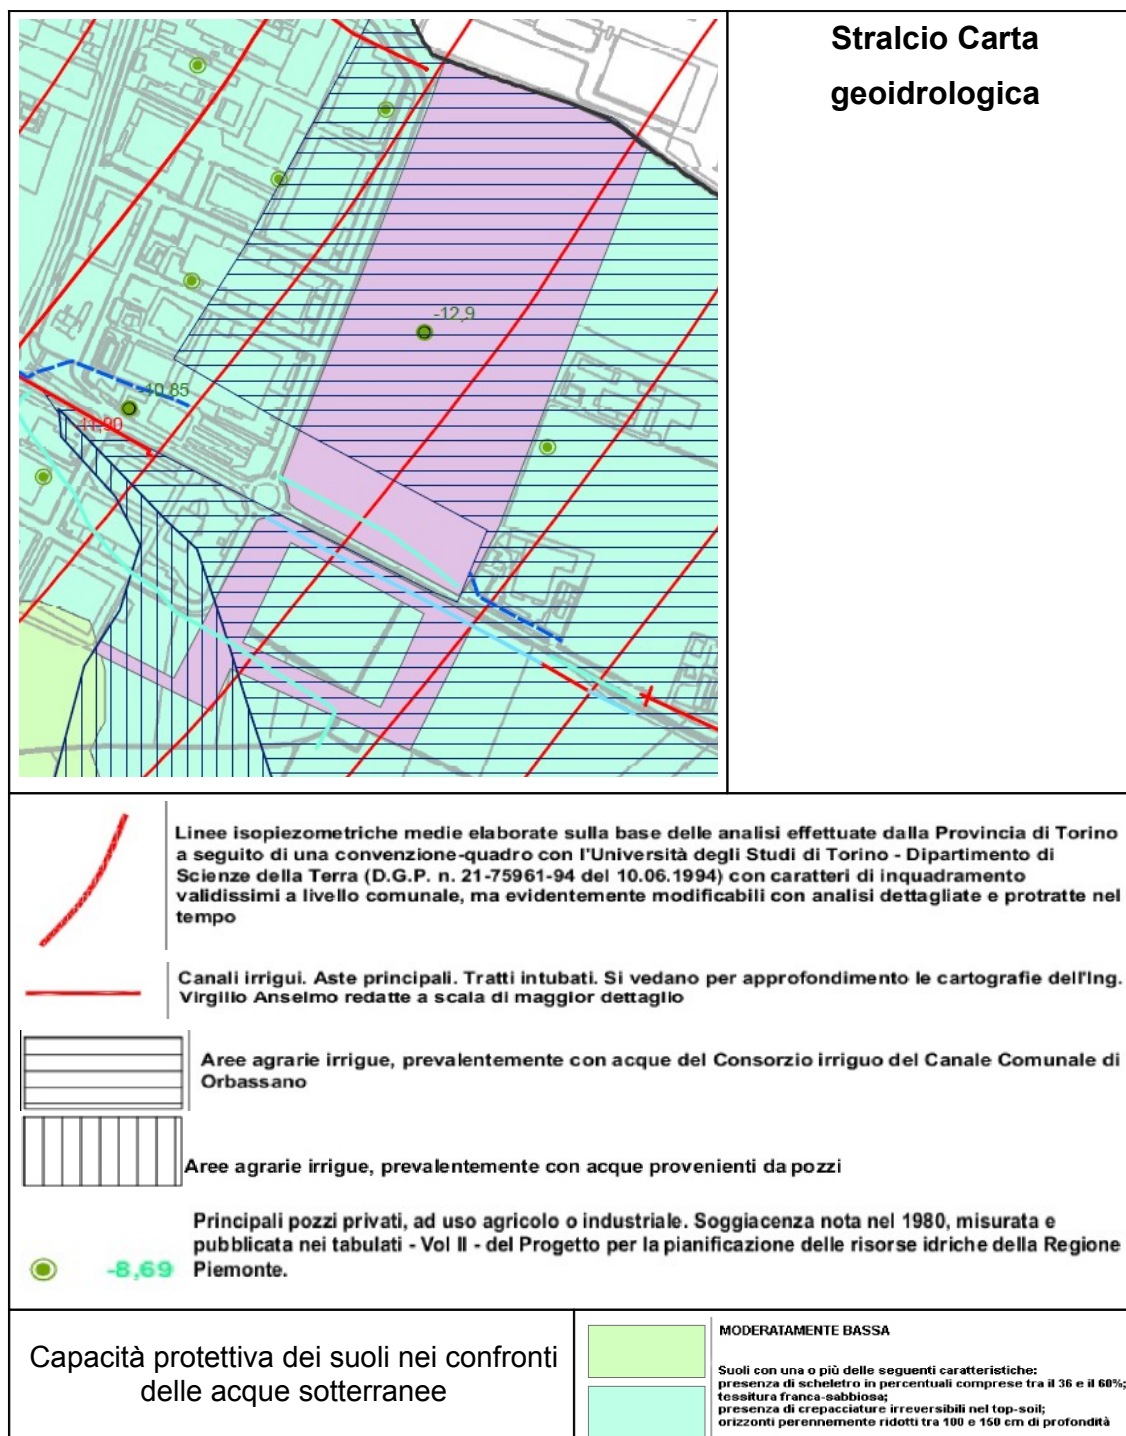 Stralcio Carta
geoidrologica
-12,9
-10,85
-11,90
Linee isopiezometriche medie elaborate sulla base delle analisi effettuate dalla Provincia di Torino
a seguito di una convenzione-quadro con l'Università degli Studi di Torino - Dipartimento di
Scienze della Terra (D.G.P. n. 21-75961-94 del 10.06.1994) con caratteri di inquadramento
validissimi a livello comunale, ma evidentemente modificabili con analisi dettagliate e protratte nel
tempo
Canali irrigui. Aste principali. Tratti intubati. Si vedano per approfondimento le cartografie dell'Ing.
Virgilio Anselmo redatte a scala di maggior dettaglio
Aree agrarie irrigue, prevalentemente con acque del Consorzio irriguo del Canale Comunale di
Orbassano
Aree agrarie irrigue, prevalentemente con acque provenienti da pozzi
Principali pozzi privati, ad uso agricolo o industriale. Soggiacenza nota nel 1980, misurata e
pubblicata nei tabulati - Vol II - del Progetto per la pianificazione delle risorse idriche della Regione
-8,69 Piemonte.
Capacità protettiva dei suoli nei confronti
delle acque sotterranee
MODERATAMENTE BASSA
Suoli con una o più delle seguenti caratteristiche:
presenza di scheletro in percentuali comprese tra il 36 e il 60%;
tessitura franca-sabbiosa;
presenza di crepacciature irreversibili nel top-soil;
orizzonti perennemente ridotti tra 100 e 150 cm di profondità